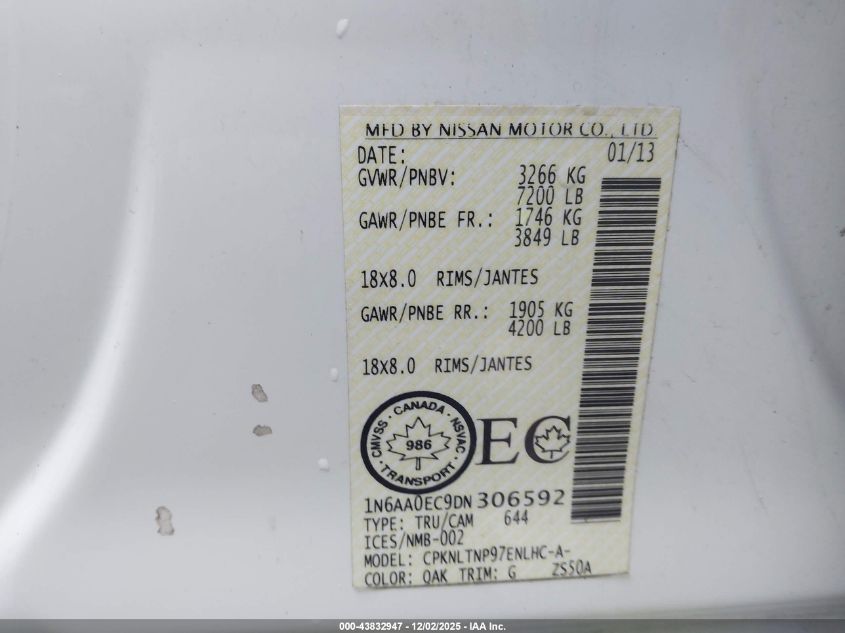 MFD BY NISSAN MOTOR CO., LTD
DATE: 01/13
GVWR/PNBV: 3266 KG
7200 LB
GAWR/PNBE FR.: 1746 KG
3849 LB
18x8.0 RIMS/JANTES
GAWR/PNBE RR.: 1905 KG
4200 LB
18x8.0 RIMS/JANTES
CMVSS · CANADA · NSVAC · TRANSPORT ·
986
EC
1N6AA0EC9DN306592
TYPE: TRU/CAM 644
ICES/NMB-002
MODEL: CPKNLTNP97ENLHC-A-
COLOR: QAK TRIM: G ZS50A
000-43832947 - 12/02/2025 - IAA Inc.